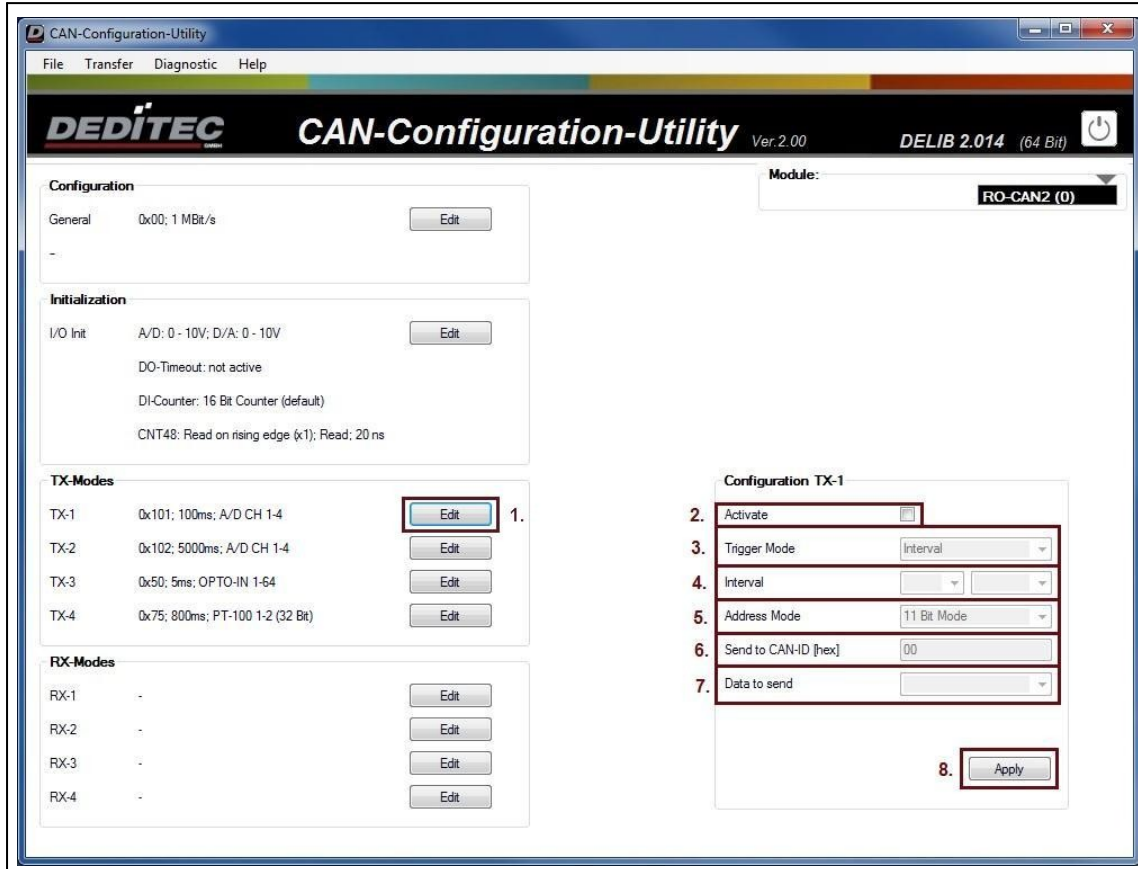 CAN-Configuration-Utility
File Transfer Diagnostic Help
DEDITEC
GMBH
CAN-Configuration-Utility Ver.2.00
DELIB 2.014 (64 Bit)
Module:
RO-CAN2 (0)
Configuration
General 0x00; 1 MBit/s Edit
-
Initialization
I/O Init A/D: 0 - 10V; D/A: 0 - 10V Edit
DO-Timeout: not active
DI-Counter: 16 Bit Counter (default)
CNT48: Read on rising edge (x1); Read; 20 ns
TX-Modes
TX-1 0x101; 100ms; A/D CH 1-4 Edit 1.
TX-2 0x102; 5000ms; A/D CH 1-4 Edit
TX-3 0x50; 5ms; OPTO-IN 1-64 Edit
TX-4 0x75; 800ms; PT-100 1-2 (32 Bit) Edit
RX-Modes
RX-1 - Edit
RX-2 - Edit
RX-3 - Edit
RX-4 - Edit
Configuration TX-1
2. Activate
3. Trigger Mode Interval
4. Interval
5. Address Mode 11 Bit Mode
6. Send to CAN-ID [hex] 00
7. Data to send
8. Apply